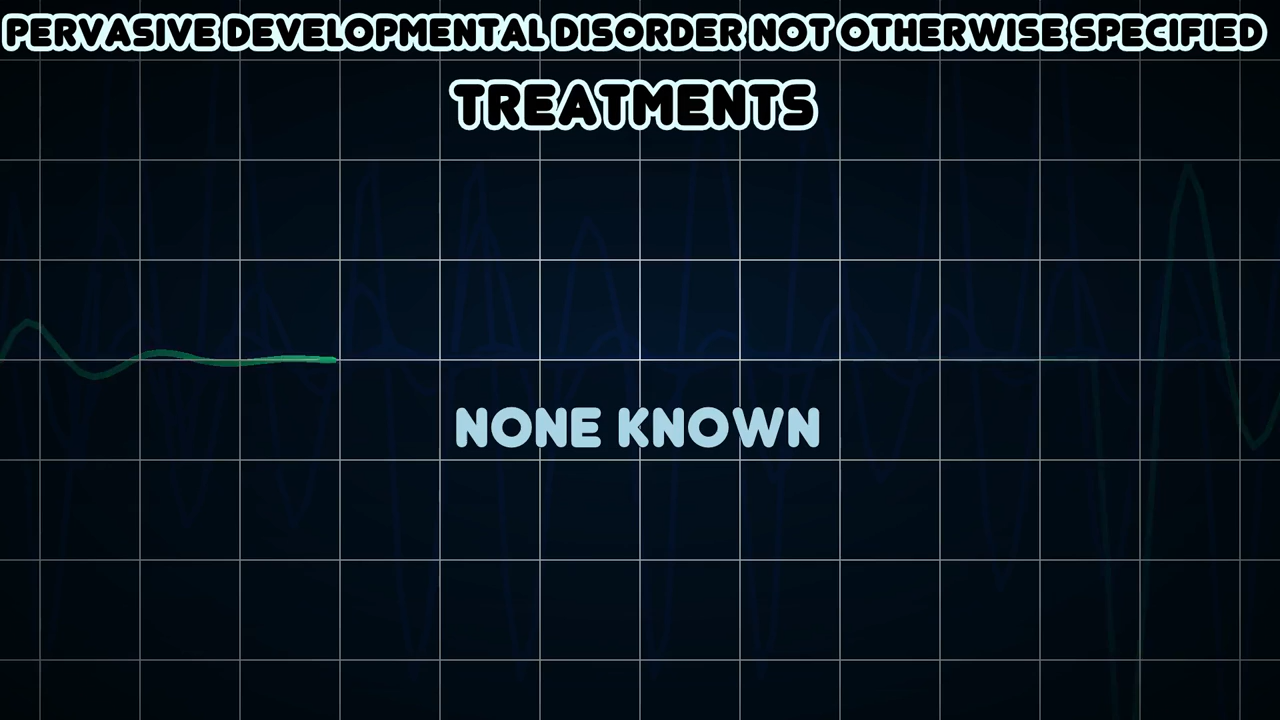 PERVASIVE DEVELOPMENTAL DISORDER NOT OTHERWISE SPECIFIED
TREATMENTS
NONE KNOWN